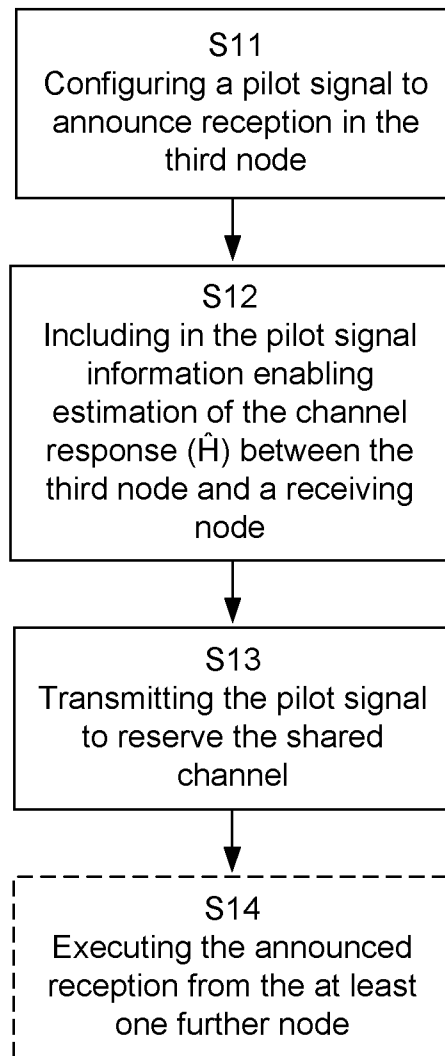 S11
Configuring a pilot signal to
announce reception in the
third node
S12
Including in the pilot signal
information enabling
estimation of the channel
response (Ĥ) between the
third node and a receiving
node
S13
Transmitting the pilot signal
to reserve the shared
channel
S14
Executing the announced
reception from the at least
one further node